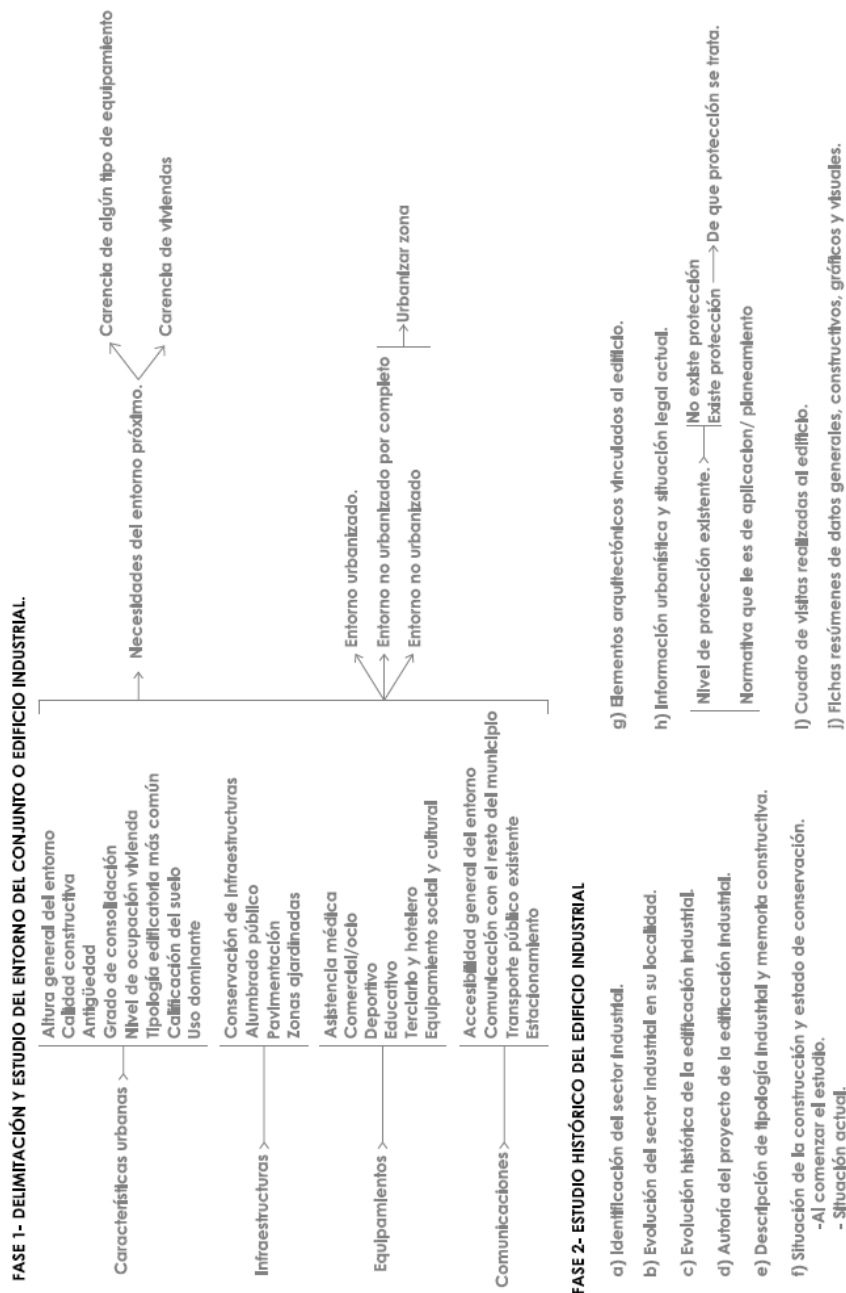 FASE 1- DELIMITACIÓN Y ESTUDIO DEL ENTORNO DEL CONJUNTO O EDIFICIO INDUSTRIAL.
Características urbanas >
Altura general del entorno
Calidad constructiva
Antigüedad
Grado de consolidación
Nivel de ocupación vivienda
Tipología edificatoria más común
Calificación del suelo
Uso dominante
Infraestructuras >
Conservación de Infraestructuras
Alumbrado público
Pavimentación
Zonas ajardinadas
Equipamientos >
Asistencia médica
Comercial/ocio
Deportivo
Educativo
Terciario y hotelero
Equipamiento social y cultural
Comunicaciones >
Accesibilidad general del entorno
Comunicación con el resto del municipio
Transporte público existente
Estacionamiento
Necesidades del entorno próximo.
Carencia de algún tipo de equipamiento
Carencia de viviendas
Entorno urbanizado.
Entorno no urbanizado por completo
Entorno no urbanizado
Urbanizar zona
FASE 2- ESTUDIO HISTÓRICO DEL EDIFICIO INDUSTRIAL
a) Identificación del sector Industrial.
b) Evolución del sector industrial en su localidad.
c) Evolución histórica de la edificación industrial.
d) Autoría del proyecto de la edificación industrial.
e) Descripción de tipología industrial y memoria constructiva.
f) Situación de la construcción y estado de conservación.
-Al comenzar el estudio.
- Situación actual.
g) Elementos arquitectónicos vinculados al edificio.
h) Información urbanística y situación legal actual.
Nivel de protección existente. >
No existe protección
Existe protección
De que protección se trata.
Normativa que le es de aplicacion/ planeamiento
i) Cuadro de visitas realizadas al edificio.
j) Fichas resúmenes de datos generales, constructivos, gráficos y visuales.